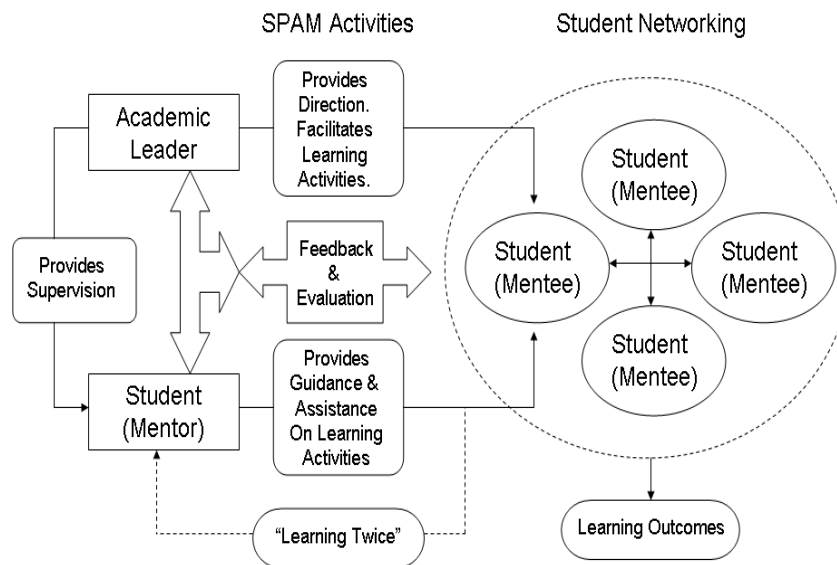 SPAM Activities
Student Networking
Academic
Leader
Provides
Direction.
Facilitates
Learning
Activities.
Student
(Mentee)
Student
(Mentee)
Student
(Mentee)
Student
(Mentee)
Provides
Supervision
Feedback
&
Evaluation
Student
(Mentor)
Provides
Guidance &
Assistance
On Learning
Activities
“Learning Twice”
Learning Outcomes